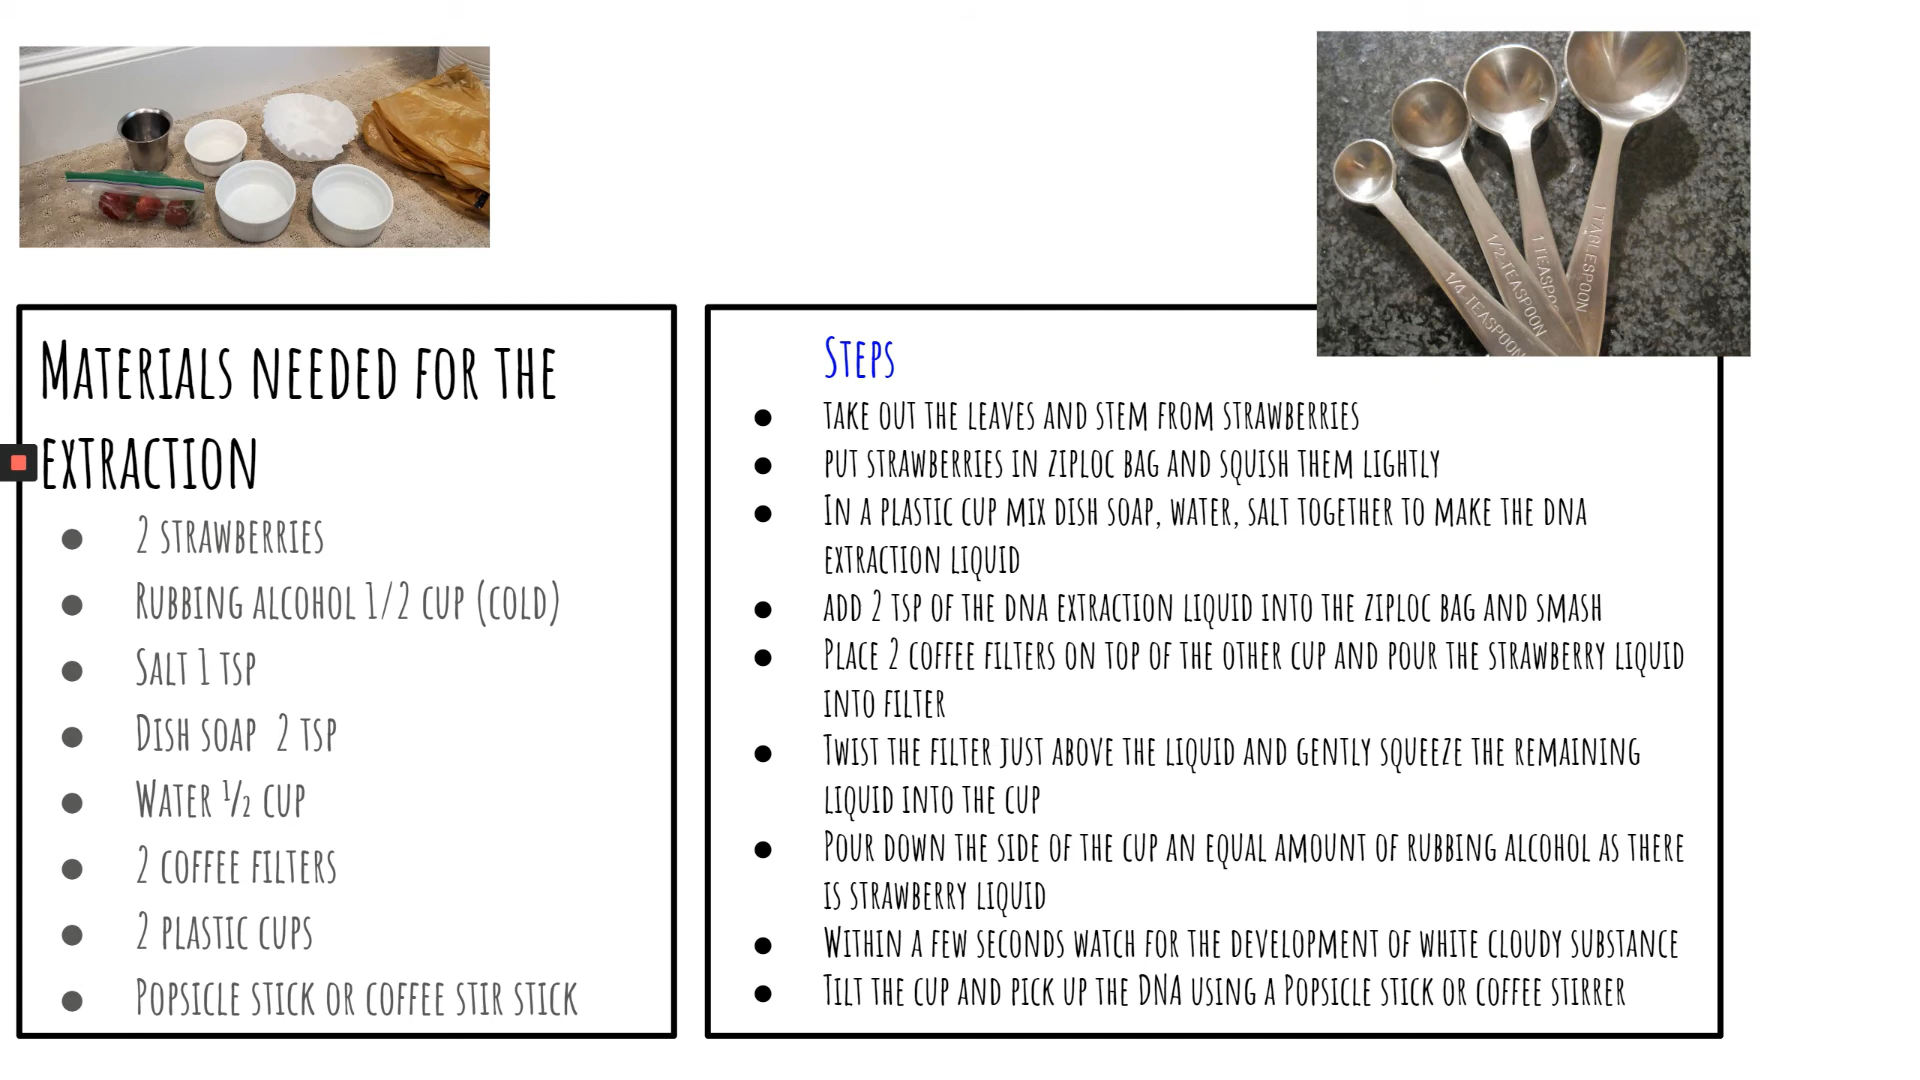 Materials needed for the
extraction
2 strawberries
Rubbing alcohol 1/2 cup (cold)
Salt 1 tsp
Dish soap 2 tsp
Water ½ cup
2 coffee filters
2 plastic cups
Popsicle stick or coffee stir stick
1/4 TEASPOON
1/2 TEASPOON
1 TEASPOO
1 TABLESPOON
Steps
take out the leaves and stem from strawberries
put strawberries in ziploc bag and squish them lightly
In a plastic cup mix dish soap, water, salt together to make the dna
extraction liquid
add 2 tsp of the dna extraction liquid into the ziploc bag and smash
Place 2 coffee filters on top of the other cup and pour the strawberry liquid
into filter
Twist the filter just above the liquid and gently squeeze the remaining
liquid into the cup
Pour down the side of the cup an equal amount of rubbing alcohol as there
is strawberry liquid
Within a few seconds watch for the development of white cloudy substance
Tilt the cup and pick up the DNA using a Popsicle stick or coffee stirrer